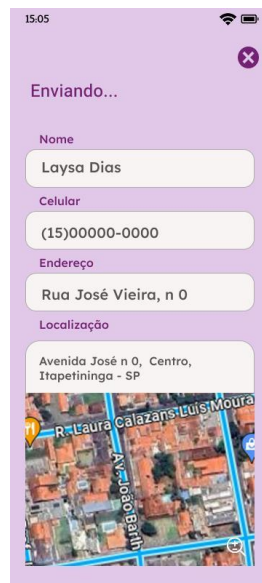 15:05
Enviando...
Nome
Laysa Dias
Celular
(15)00000-0000
Endereço
Rua José Vieira, n 0
Localização
Avenida José n 0, Centro,
Itapetininga - SP
R. Laura Calazans Luis Moura
Av. João Barth